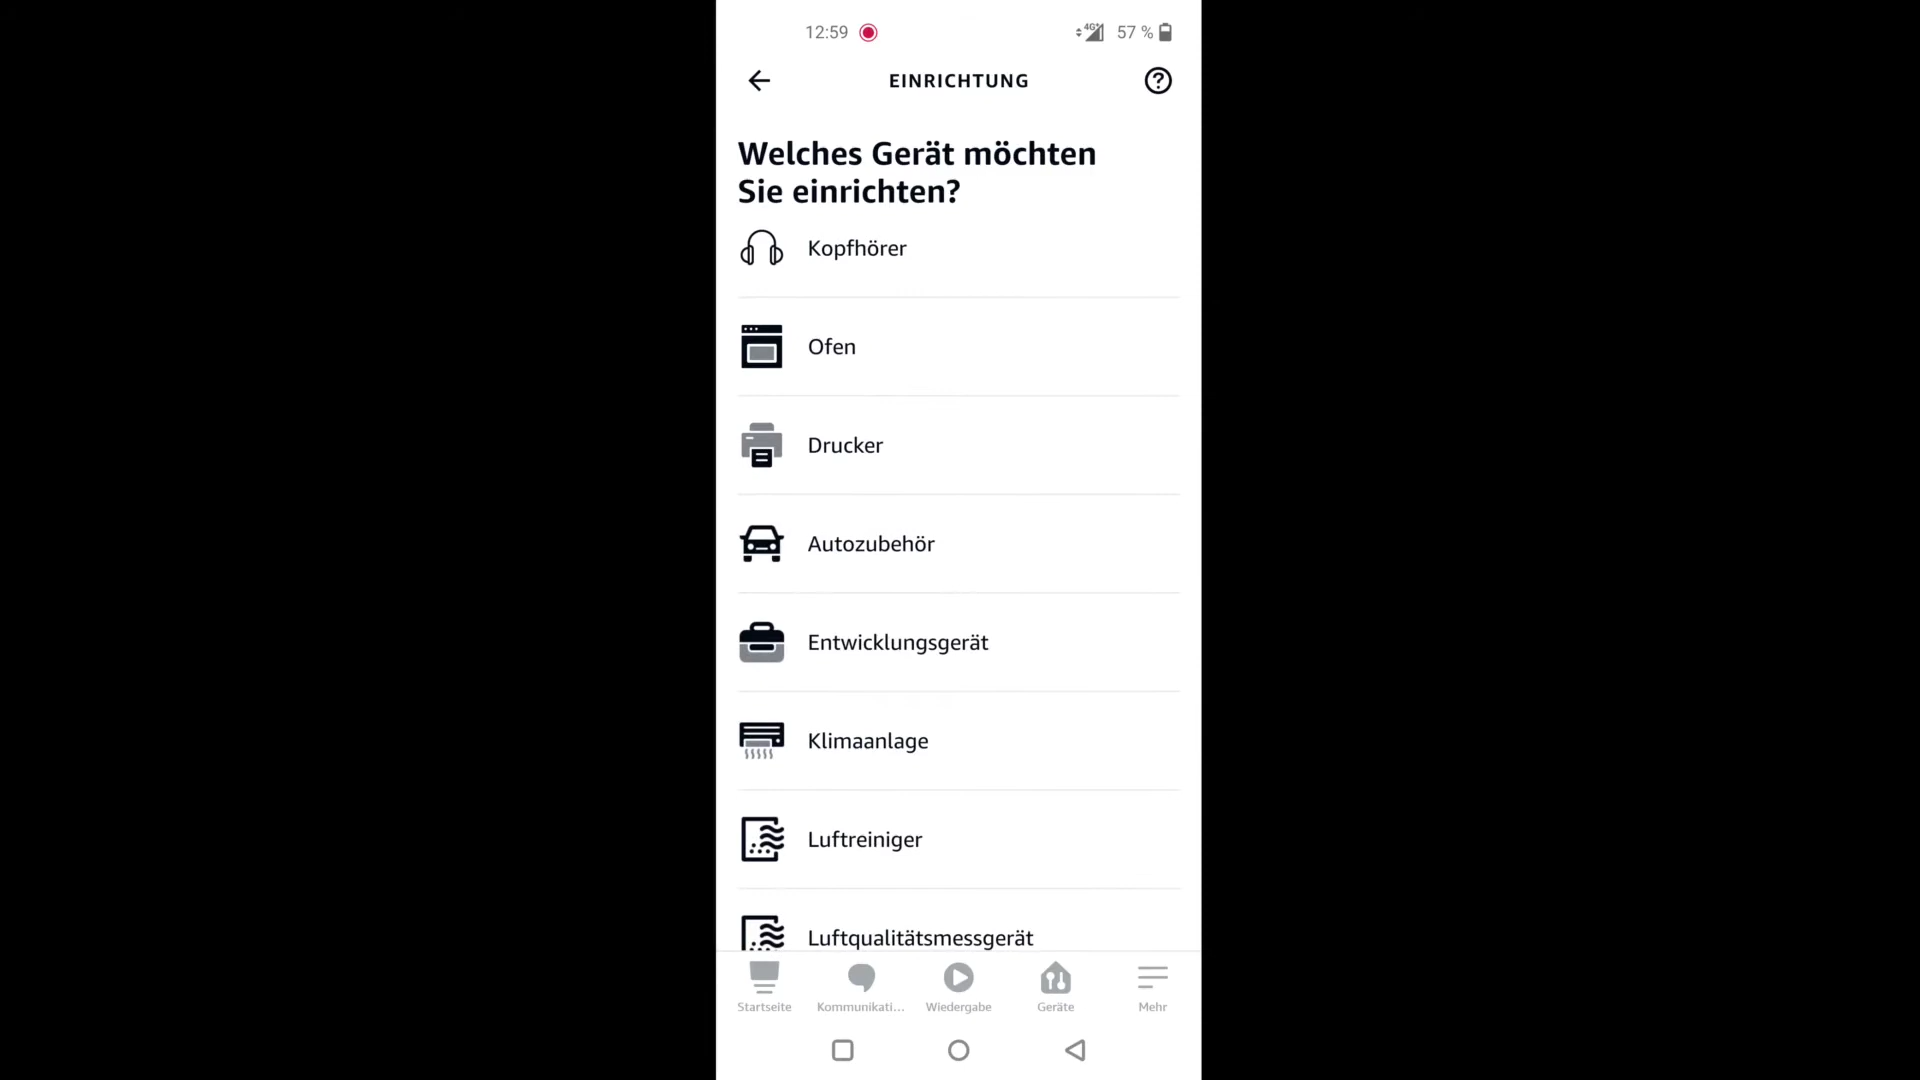 12:59
4G+
57 %
EINRICHTUNG
Welches Gerät möchten
Sie einrichten?
Kopfhörer
Ofen
Drucker
Autozubehör
Entwicklungsgerät
Klimaanlage
Luftreiniger
Luftqualitätsmessgerät
Startseite
Kommunikati...
Wiedergabe
Geräte
Mehr